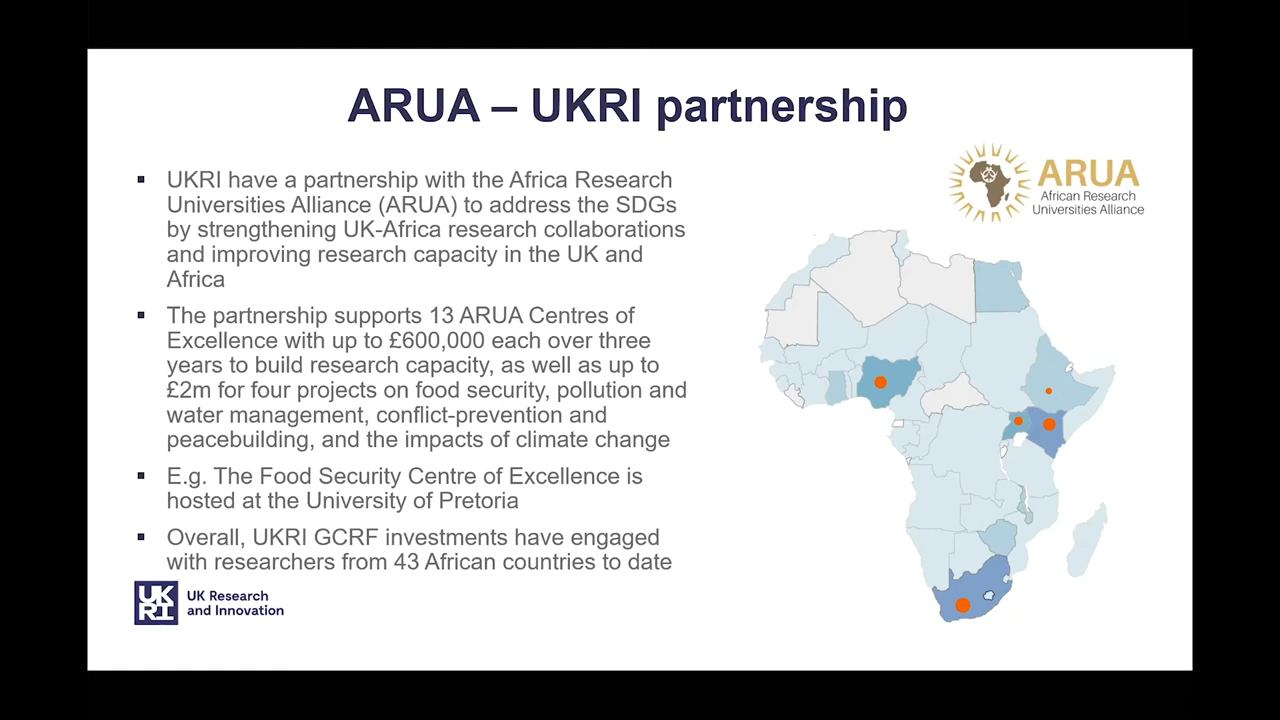 ARUA – UKRI partnership
▪ UKRI have a partnership with the Africa Research
Universities Alliance (ARUA) to address the SDGs
by strengthening UK-Africa research collaborations
and improving research capacity in the UK and
Africa
▪ The partnership supports 13 ARUA Centres of
Excellence with up to £600,000 each over three
years to build research capacity, as well as up to
£2m for four projects on food security, pollution and
water management, conflict-prevention and
peacebuilding, and the impacts of climate change
▪ E.g. The Food Security Centre of Excellence is
hosted at the University of Pretoria
▪ Overall, UKRI GCRF investments have engaged
with researchers from 43 African countries to date
ARUA
African Research
Universities Alliance
UK
RI
UK Research
and Innovation